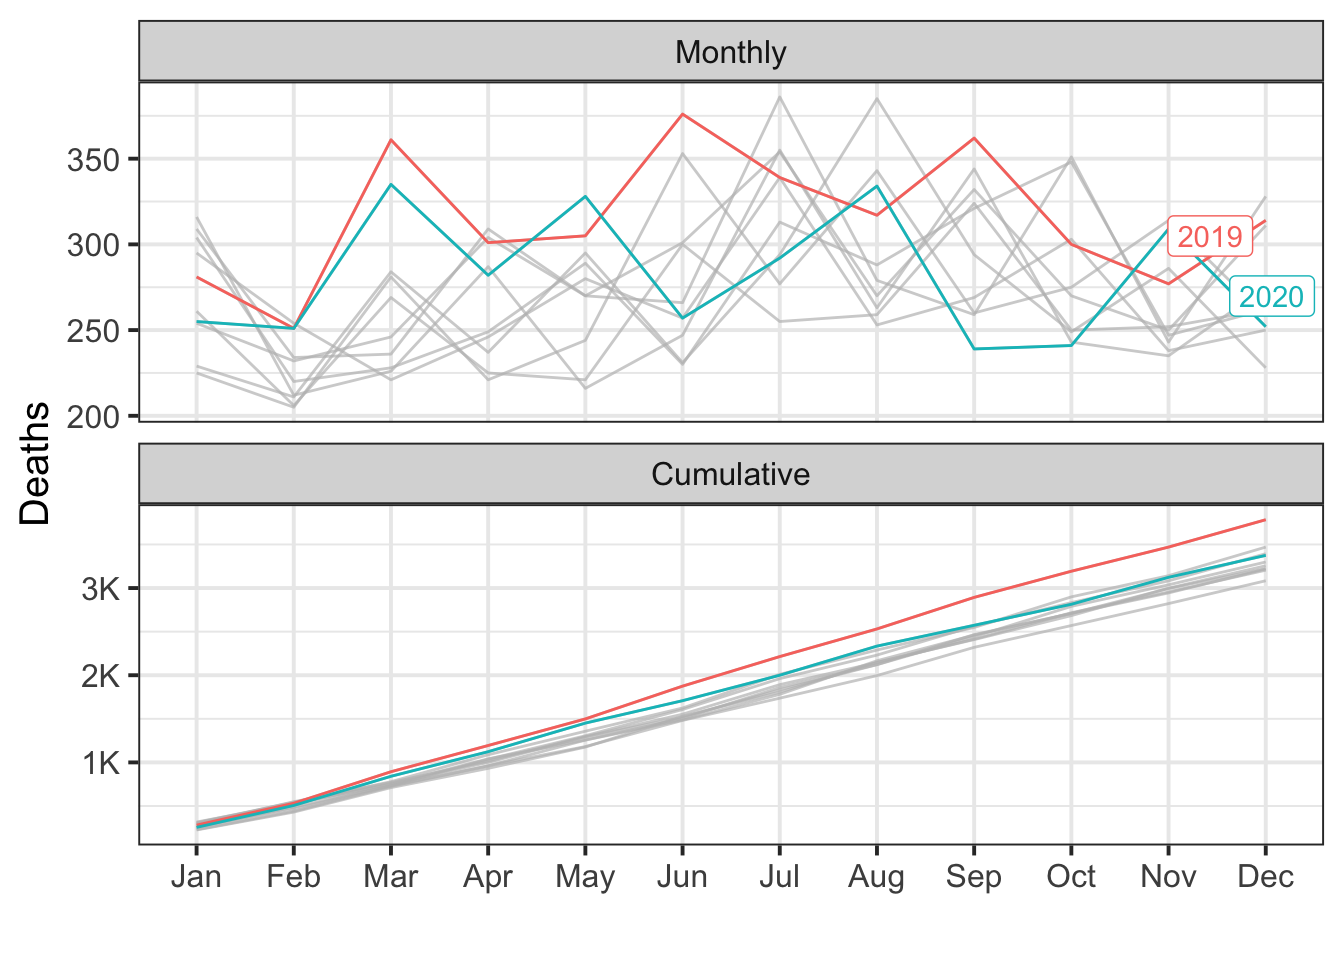 Monthly
350
300
250
200
2019
2020
Deaths
Cumulative
3K
2K
1K
Jan Feb Mar Apr May Jun Jul Aug Sep Oct Nov Dec